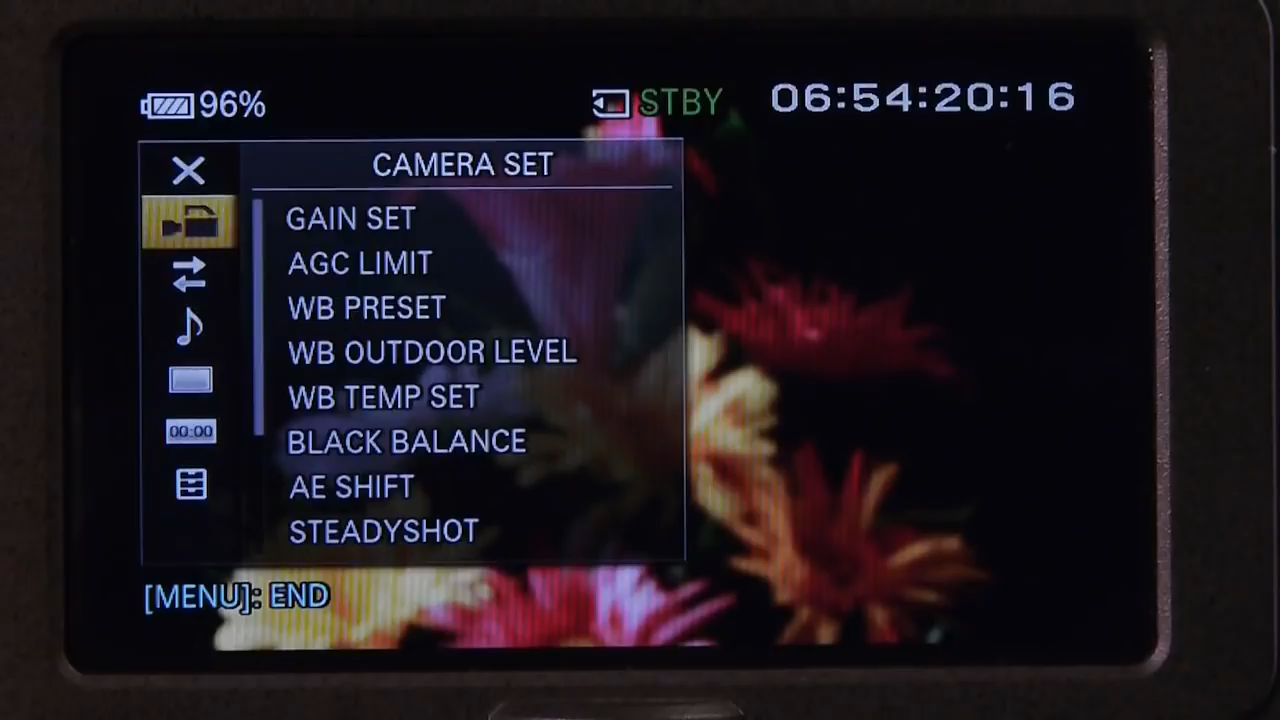 96%
STBY
06:54:20:16
CAMERA SET
GAIN SET
AGC LIMIT
WB PRESET
WB OUTDOOR LEVEL
WB TEMP SET
00:00
BLACK BALANCE
AE SHIFT
STEADYSHOT
[MENU]: END